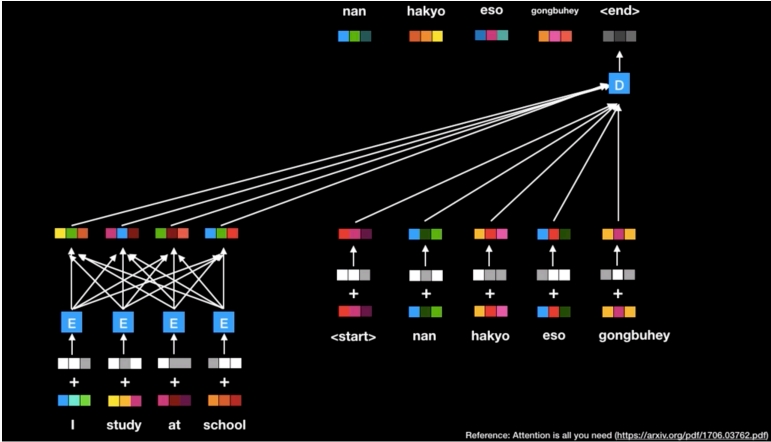 nan hakyo eso gongbuhey <end>
D
E E E E
+ + + + +
<start> nan hakyo eso gongbuhey
+ + + +
I study at school
Reference: Attention is all you need (https://arxiv.org/pdf/1706.03762.pdf)